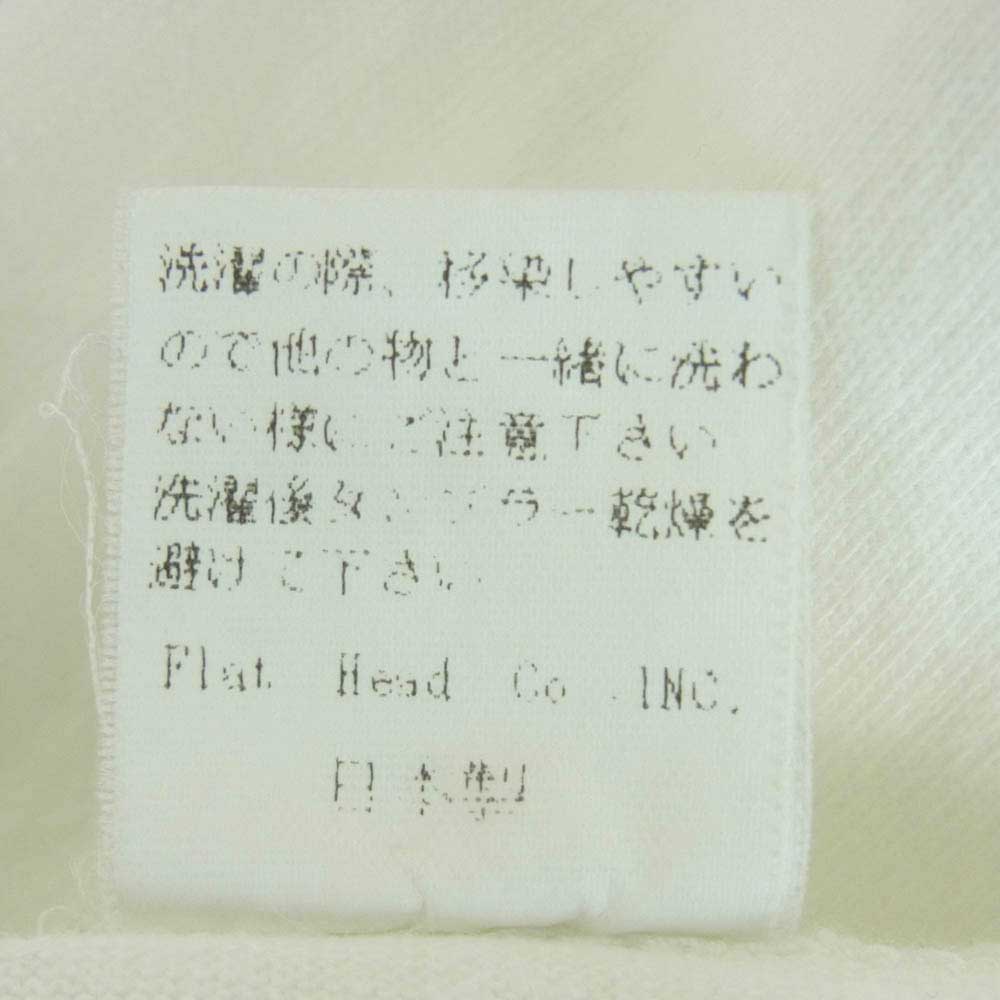 洗濯の際、移染しやすい
ので他の物と一緒に洗わ
ない様にご注意下さい
洗濯後タンブラー乾燥を
避けて下さい
Flat Head Co .INC.
日本製